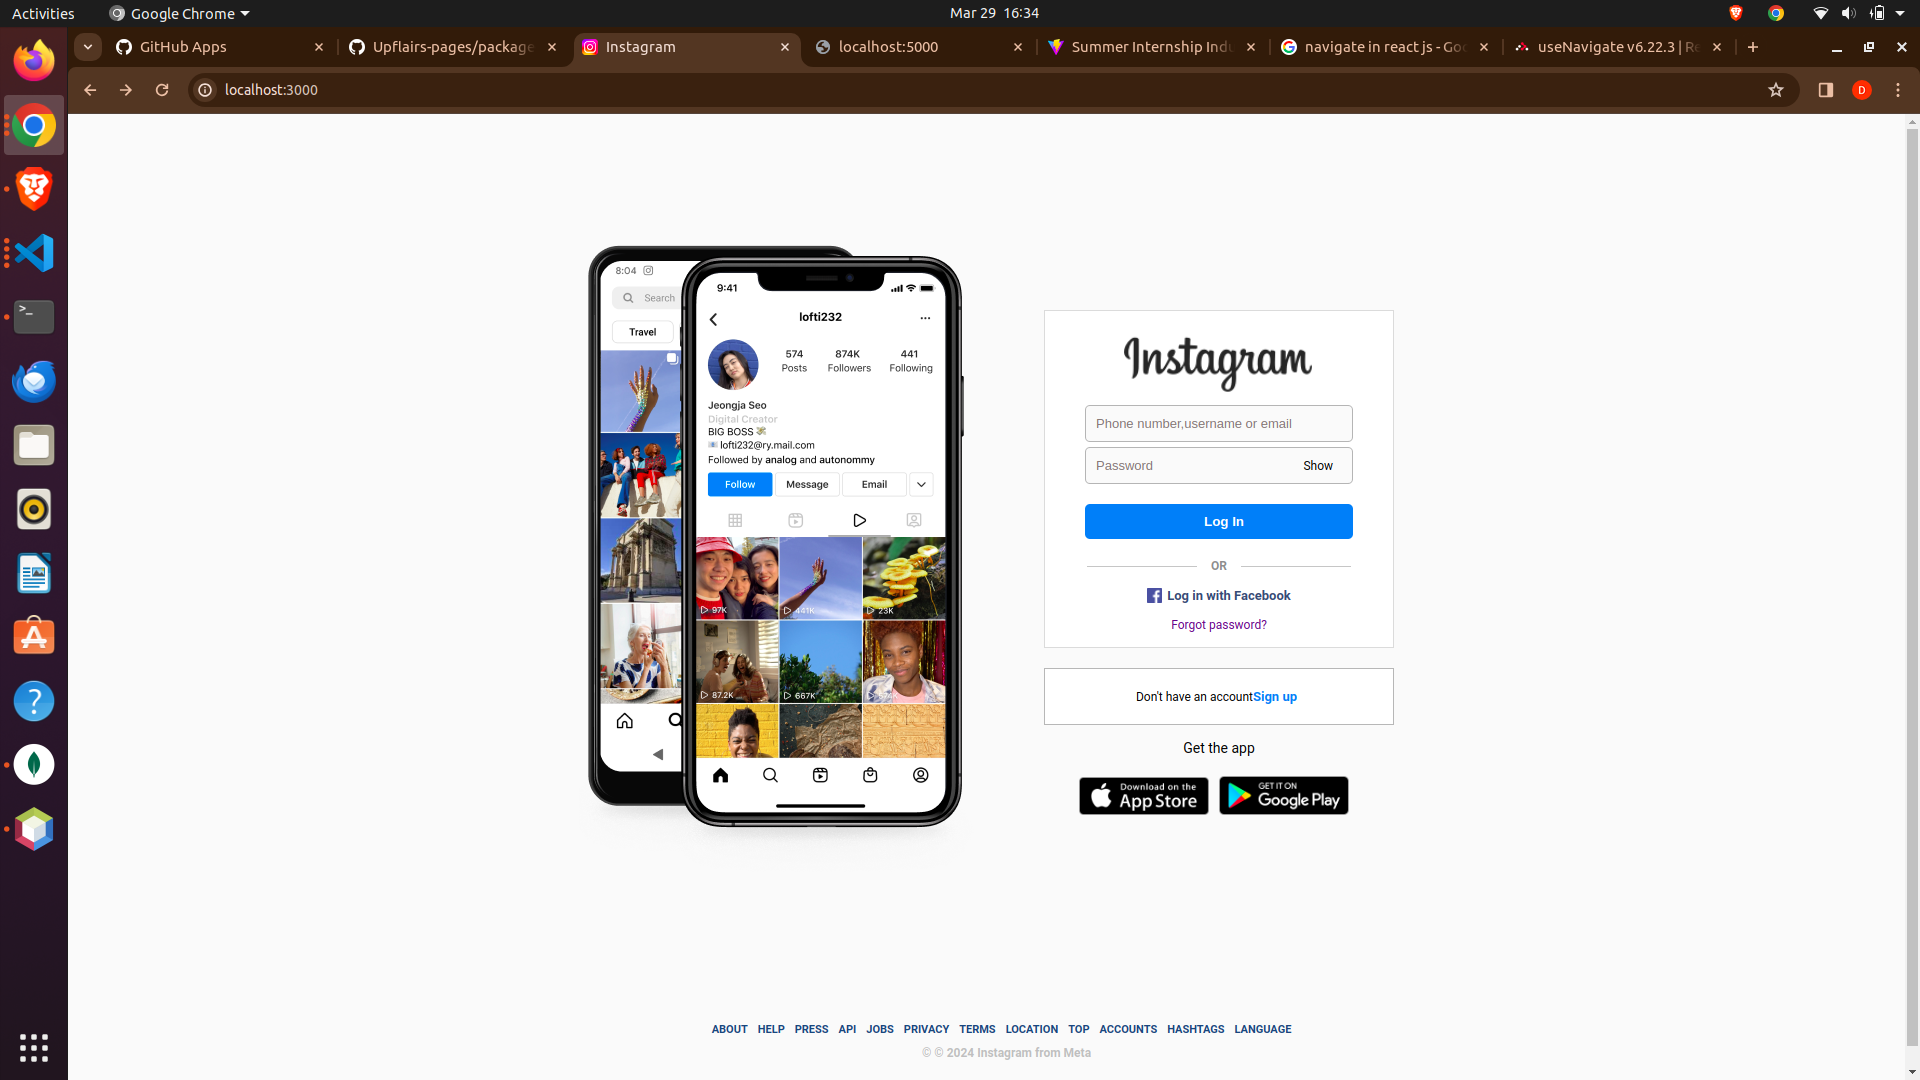 Activities
Google Chrome
Mar 29 16:34
GitHub Apps
Upflairs-pages/package
Instagram
localhost:5000
Summer Internship Indu
navigate in react js - Goo
useNavigate v6.22.3 | Re
localhost:3000
D
8:04
Search
Travel
9:41
lofti232
574
874K
441
Posts
Followers
Following
Jeongja Seo
Digital Creator
BIG BOSS 💸
📧 lofti232@ry.mail.com
Followed by analog and autonommy
Follow
Message
Email
97K
441K
23K
87.2K
667K
Instagram
Phone number,username or email
Password
Show
Log In
OR
Log in with Facebook
Forgot password?
Don't have an accountSign up
Get the app
Download on the
App Store
GET IT ON
Google Play
ABOUT HELP PRESS API JOBS PRIVACY TERMS LOCATION TOP ACCOUNTS HASHTAGS LANGUAGE
© © 2024 Instagram from Meta